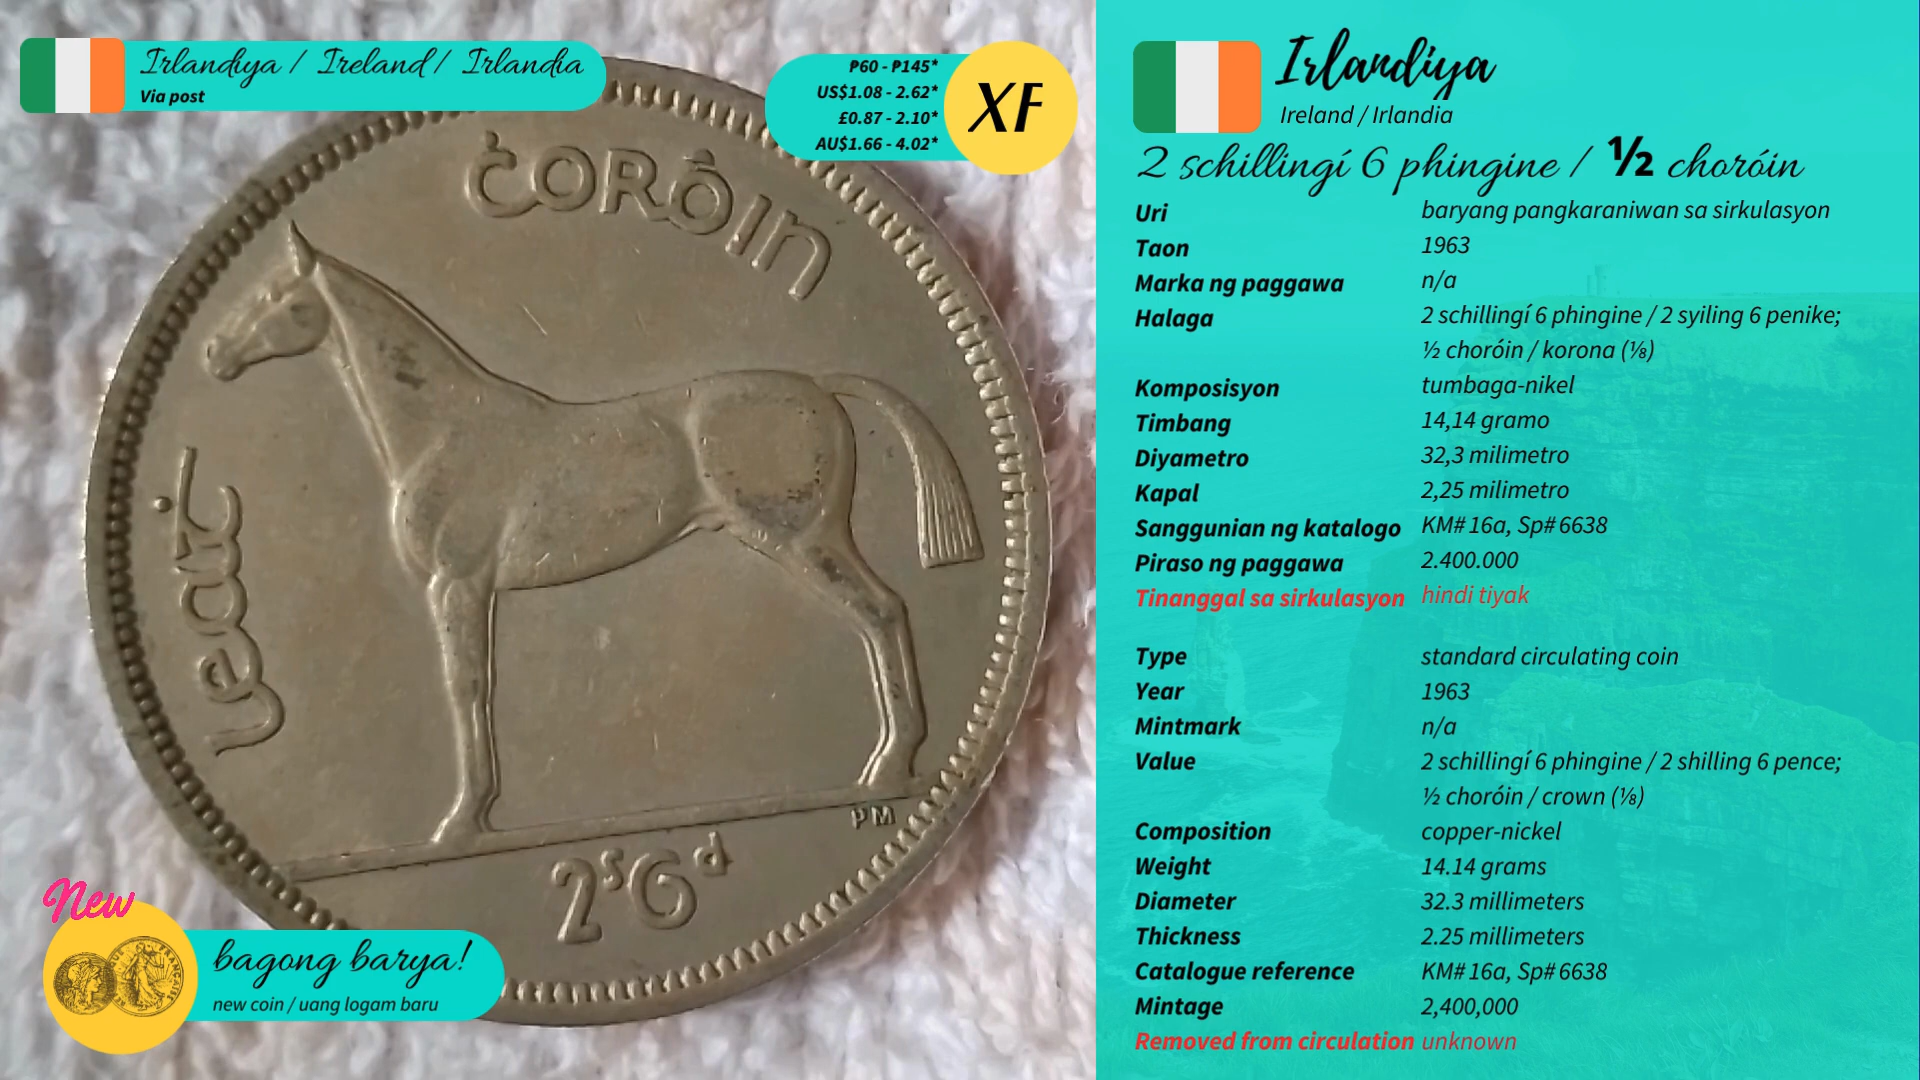 Irlandiya / Ireland / Irlandia
Via post
₱60 - ₱145*
US$1.08 - 2.62*
£0.87 - 2.10*
AU$1.66 - 4.02*
XF
leaṫ
ċoróin
PM
2s6d
New
bagong barya!
new coin / uang logam baru
Irlandiya
Ireland / Irlandia
2 schillingí 6 phingine / ½ choróin
Uri baryang pangkaraniwan sa sirkulasyon
Taon 1963
Marka ng paggawa n/a
Halaga 2 schillingí 6 phingine / 2 syiling 6 penike;
½ choróin / korona (⅛)
Komposisyon tumbaga-nikel
Timbang 14,14 gramo
Diyametro 32,3 milimetro
Kapal 2,25 milimetro
Sanggunian ng katalogo KM# 16a, Sp# 6638
Piraso ng paggawa 2.400.000
Tinanggal sa sirkulasyon hindi tiyak
Type standard circulating coin
Year 1963
Mintmark n/a
Value 2 schillingí 6 phingine / 2 shilling 6 pence;
½ choróin / crown (⅛)
Composition copper-nickel
Weight 14.14 grams
Diameter 32.3 millimeters
Thickness 2.25 millimeters
Catalogue reference KM# 16a, Sp# 6638
Mintage 2,400,000
Removed from circulation unknown